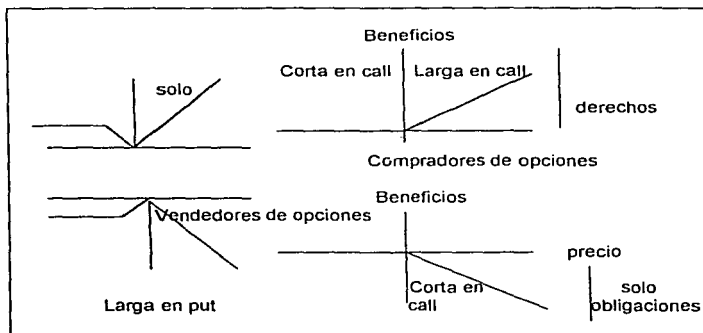 Beneficios
solo
Corta en call
Larga en call
derechos
Compradores de opciones
Beneficios
Vendedores de opciones
precio
Larga en put
Corta en
call
solo
obligaciones